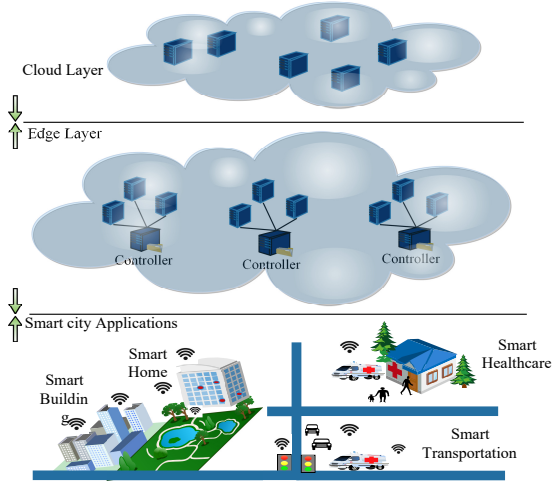 Cloud Layer
Edge Layer
Controller
Controller
Controller
Smart city Applications
Smart
Home
Smart
Healthcare
Smart
Buildin
g
Smart
Transportation